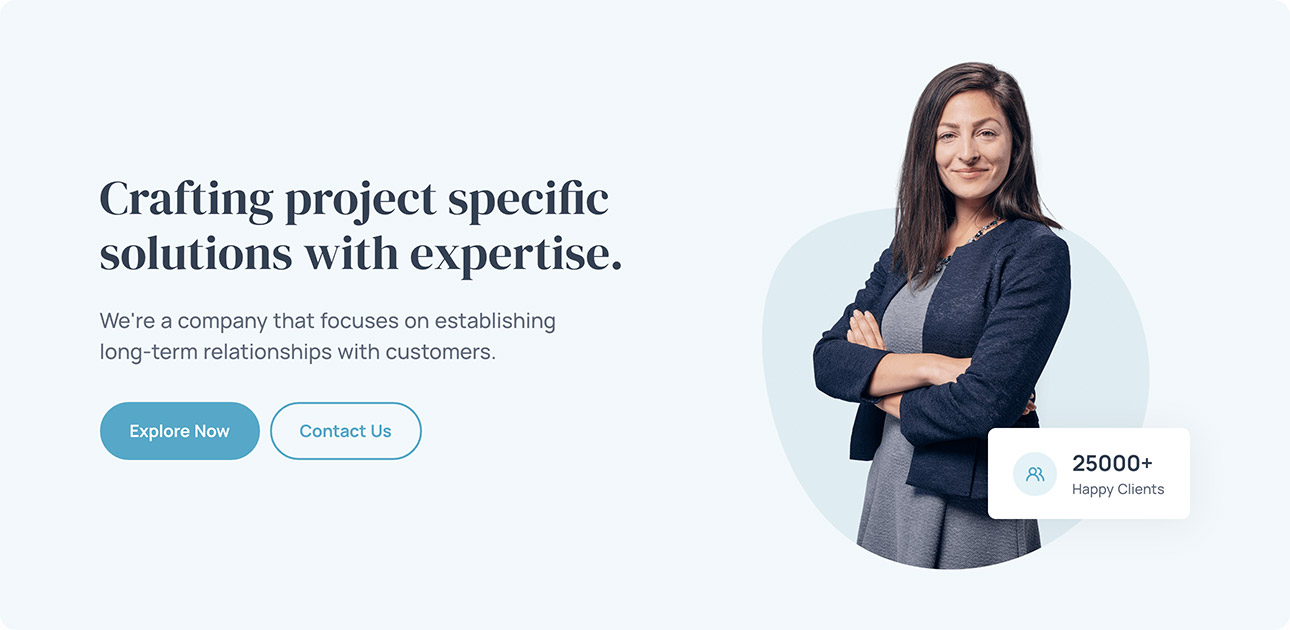 Crafting project specific
solutions with expertise.
We're a company that focuses on establishing
long-term relationships with customers.
Explore Now
Contact Us
25000+
Happy Clients